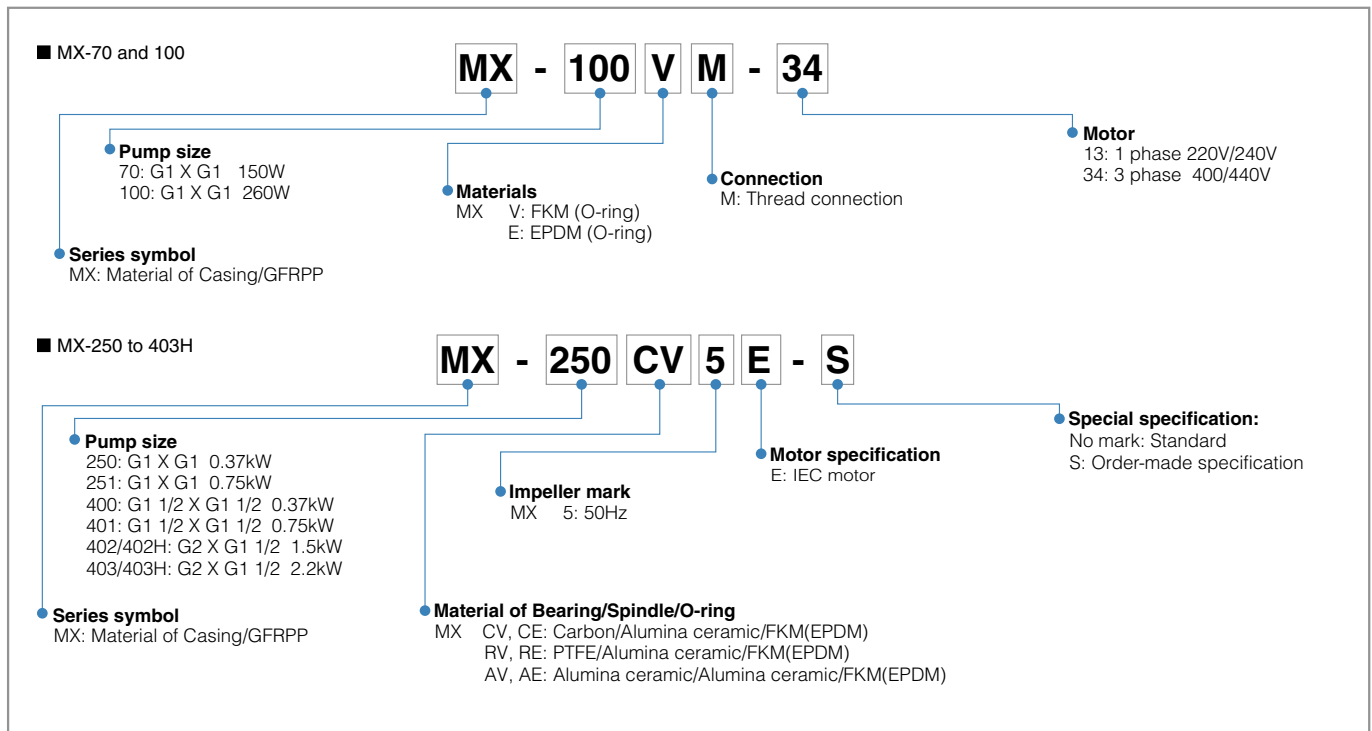 ■ MX-70 and 100
MX - 100 V M - 34
Pump size
70: G1 X G1 150W
100: G1 X G1 260W
Materials
MX V: FKM (O-ring)
E: EPDM (O-ring)
Connection
M: Thread connection
Motor
13: 1 phase 220V/240V
34: 3 phase 400/440V
Series symbol
MX: Material of Casing/GFRPP
■ MX-250 to 403H
MX - 250 CV 5 E - S
Pump size
250: G1 X G1 0.37kW
251: G1 X G1 0.75kW
400: G1 1/2 X G1 1/2 0.37kW
401: G1 1/2 X G1 1/2 0.75kW
402/402H: G2 X G1 1/2 1.5kW
403/403H: G2 X G1 1/2 2.2kW
Impeller mark
MX 5: 50Hz
Motor specification
E: IEC motor
Special specification:
No mark: Standard
S: Order-made specification
Series symbol
MX: Material of Casing/GFRPP
Material of Bearing/Spindle/O-ring
MX CV, CE: Carbon/Alumina ceramic/FKM(EPDM)
RV, RE: PTFE/Alumina ceramic/FKM(EPDM)
AV, AE: Alumina ceramic/Alumina ceramic/FKM(EPDM)